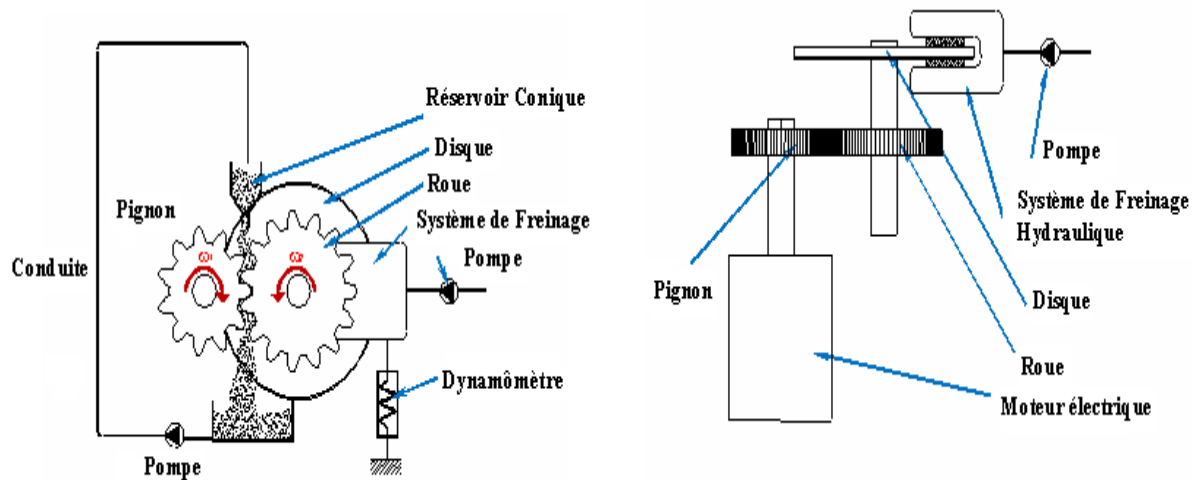 Réservoir Conique
Disque
Roue
Pignon
Système de Freinage
Pompe
Conduite
ω
ω
Dynamômètre
Pompe
Pompe
Système de Freinage
Hydraulique
Pignon
Disque
Roue
Moteur électrique